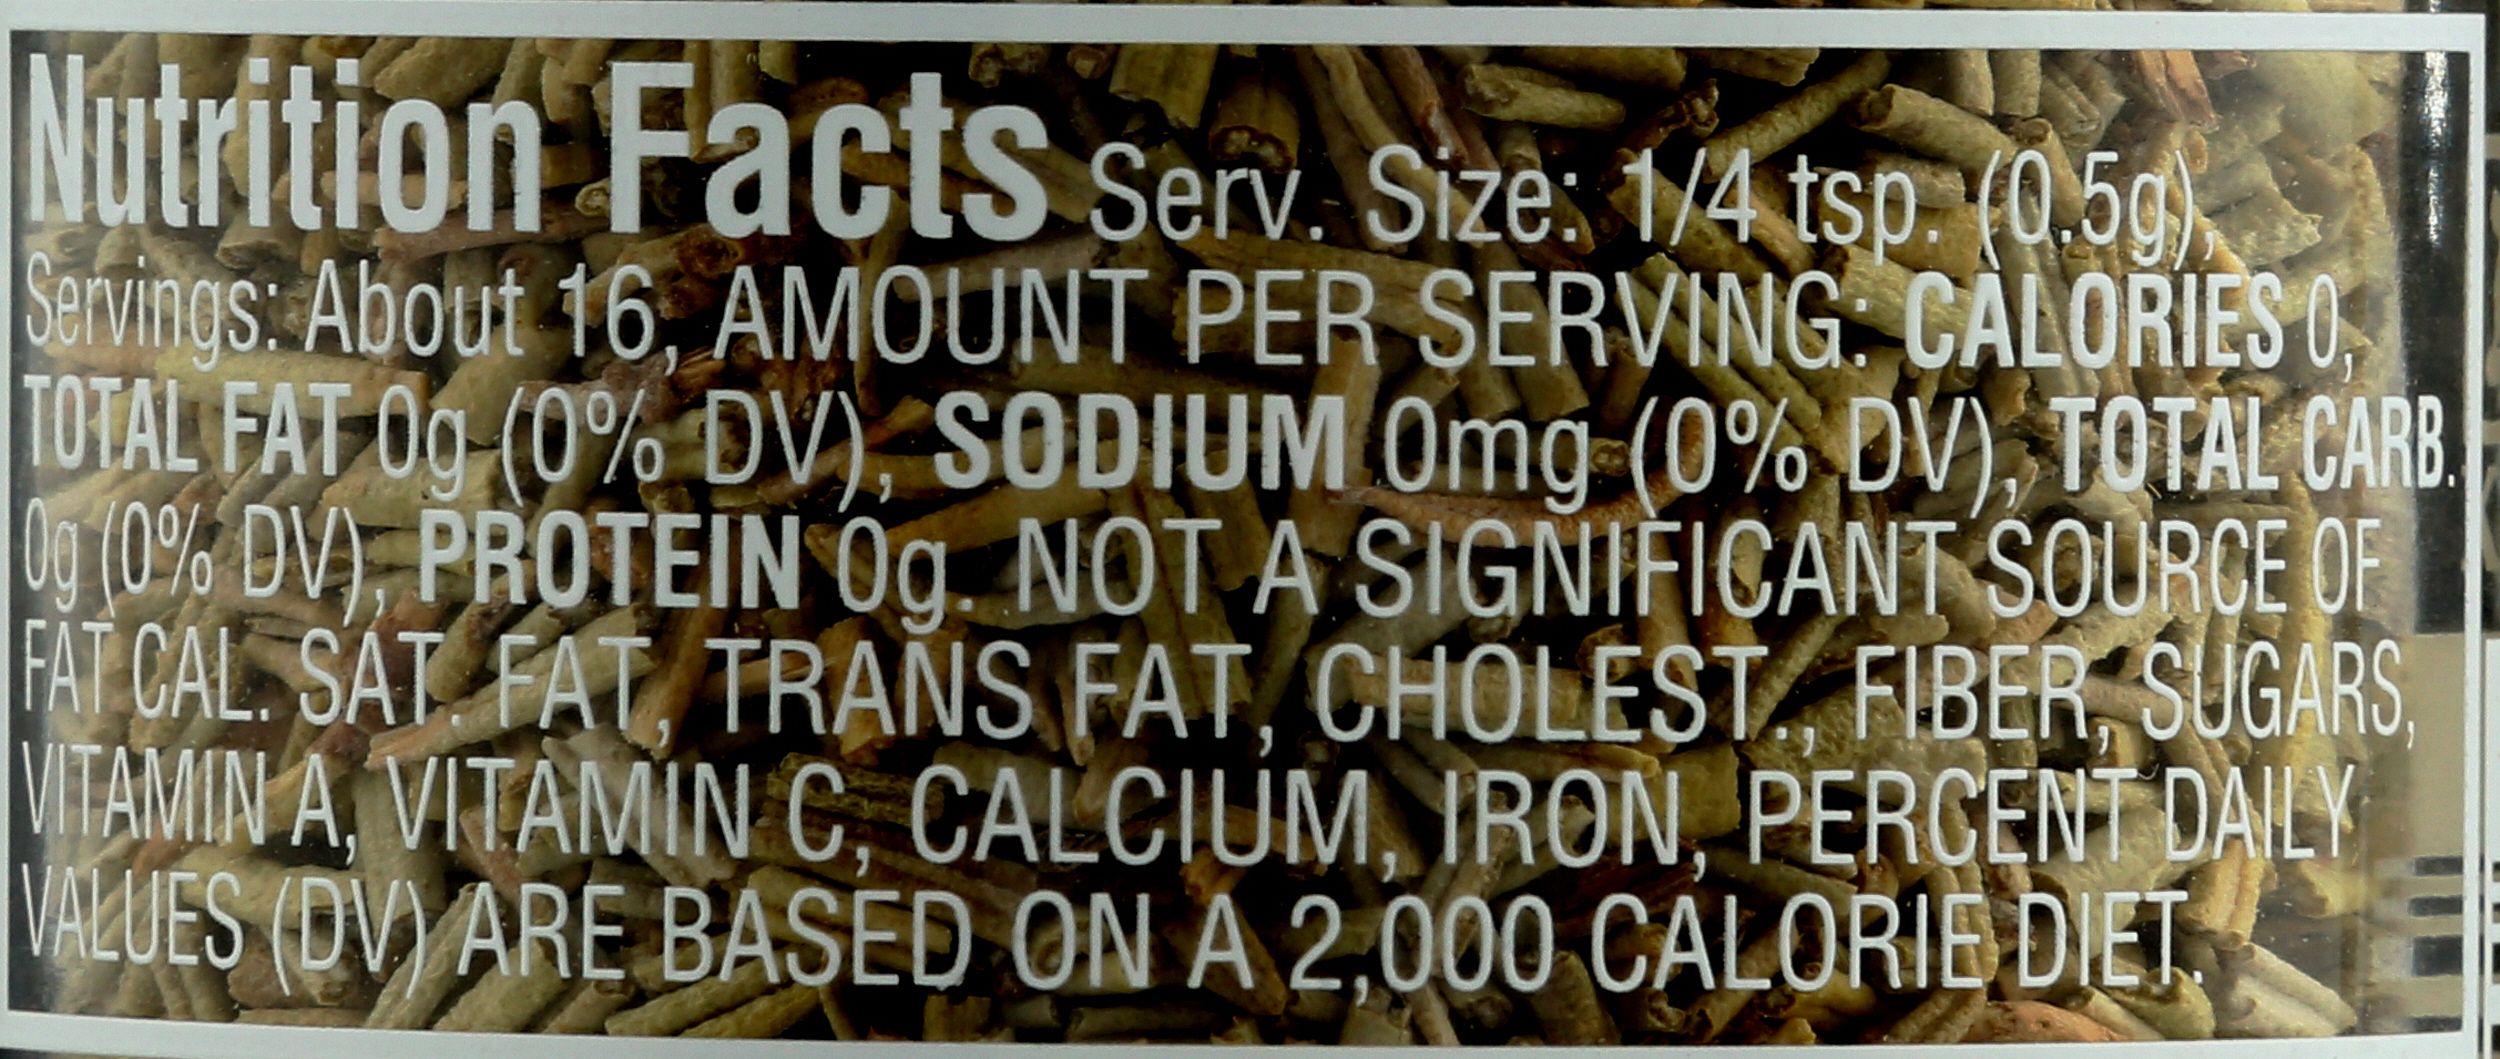 Nutrition Facts Serv. Size: 1/4 tsp. (0.5g),
Servings: About 16, AMOUNT PER SERVING: CALORIES 0,
TOTAL FAT 0g (0% DV), SODIUM 0mg (0% DV), TOTAL CARB.
0g (0% DV), PROTEIN 0g. NOT A SIGNIFICANT SOURCE OF
FAT CAL. SAT. FAT, TRANS FAT, CHOLEST., FIBER, SUGARS,
VITAMIN A, VITAMIN C, CALCIUM, IRON, PERCENT DAILY
VALUES (DV) ARE BASED ON A 2,000 CALORIE DIET.